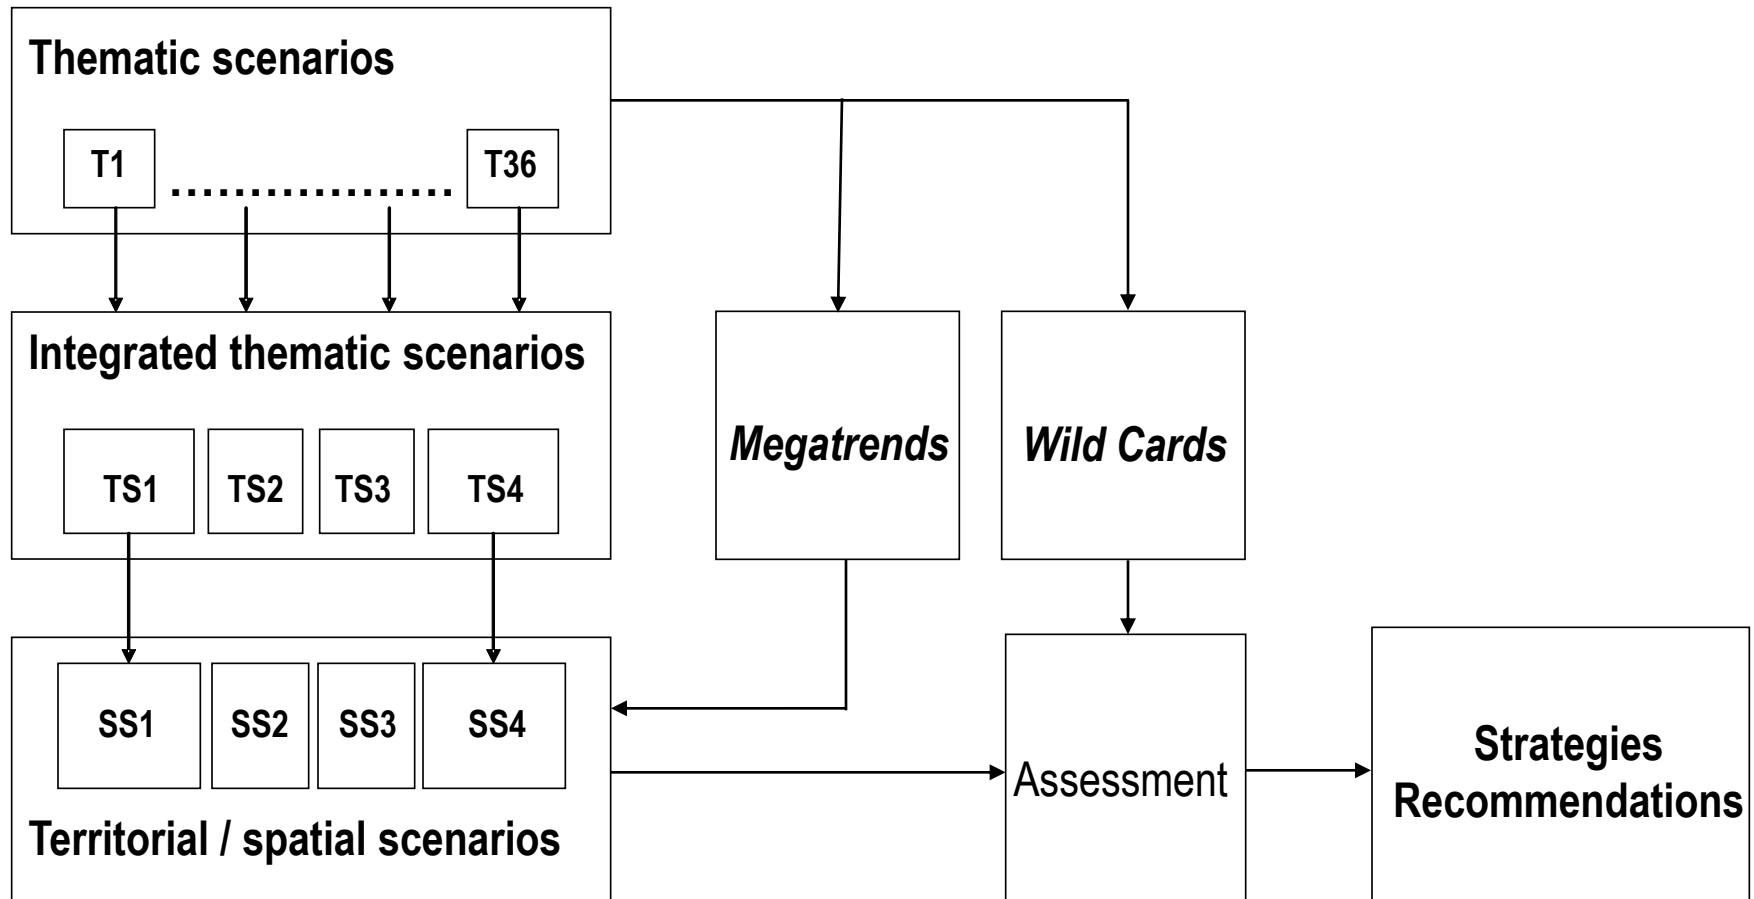 Thematic scenarios
T1
..................
T36
Integrated thematic scenarios
TS1
TS2
TS3
TS4
Megatrends
Wild Cards
SS1
SS2
SS3
SS4
Territorial / spatial scenarios
Assessment
Strategies
Recommendations